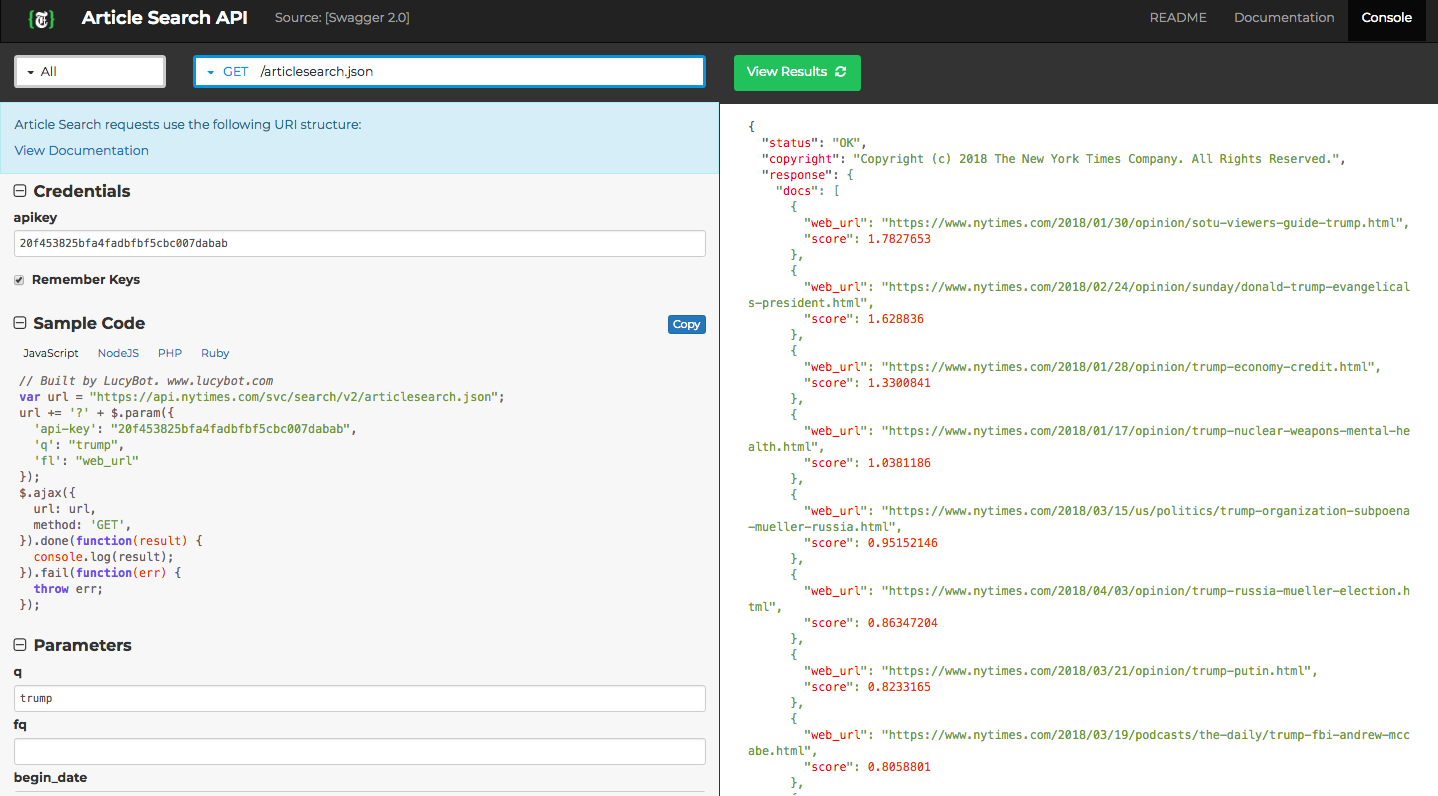 Article Search API
Source: [Swagger 2.0]
README
Documentation
Console
All
GET /articlesearch.json
View Results
Article Search requests use the following URI structure:
View Documentation
Credentials
apikey
20f453825bfa4fadbfbf5cbc007dabab
Remember Keys
Sample Code
Copy
JavaScript NodeJS PHP Ruby
// Built by LucyBot. www.lucybot.com
var url = "https://api.nytimes.com/svc/search/v2/articlesearch.json";
url += '?' + $.param({
  'api-key': "20f453825bfa4fadbfbf5cbc007dabab",
  'q': "trump",
  'fl': "web_url"
});
$.ajax({
  url: url,
  method: 'GET',
}).done(function(result) {
  console.log(result);
}).fail(function(err) {
  throw err;
});
Parameters
q
trump
fq
begin_date
{
  "status": "OK",
  "copyright": "Copyright (c) 2018 The New York Times Company. All Rights Reserved.",
  "response": {
    "docs": [
      {
        "web_url": "https://www.nytimes.com/2018/01/30/opinion/sotu-viewers-guide-trump.html",
        "score": 1.7827653
      },
      {
        "web_url": "https://www.nytimes.com/2018/02/24/opinion/sunday/donald-trump-evangelical
s-president.html",
        "score": 1.628836
      },
      {
        "web_url": "https://www.nytimes.com/2018/01/28/opinion/trump-economy-credit.html",
        "score": 1.3300841
      },
      {
        "web_url": "https://www.nytimes.com/2018/01/17/opinion/trump-nuclear-weapons-mental-he
alth.html",
        "score": 1.0381186
      },
      {
        "web_url": "https://www.nytimes.com/2018/03/15/us/politics/trump-organization-subpoena
-mueller-russia.html",
        "score": 0.95152146
      },
      {
        "web_url": "https://www.nytimes.com/2018/04/03/opinion/trump-russia-mueller-election.h
tml",
        "score": 0.86347204
      },
      {
        "web_url": "https://www.nytimes.com/2018/03/21/opinion/trump-putin.html",
        "score": 0.8233165
      },
      {
        "web_url": "https://www.nytimes.com/2018/03/19/podcasts/the-daily/trump-fbi-andrew-mcc
abe.html",
        "score": 0.8058801
      },